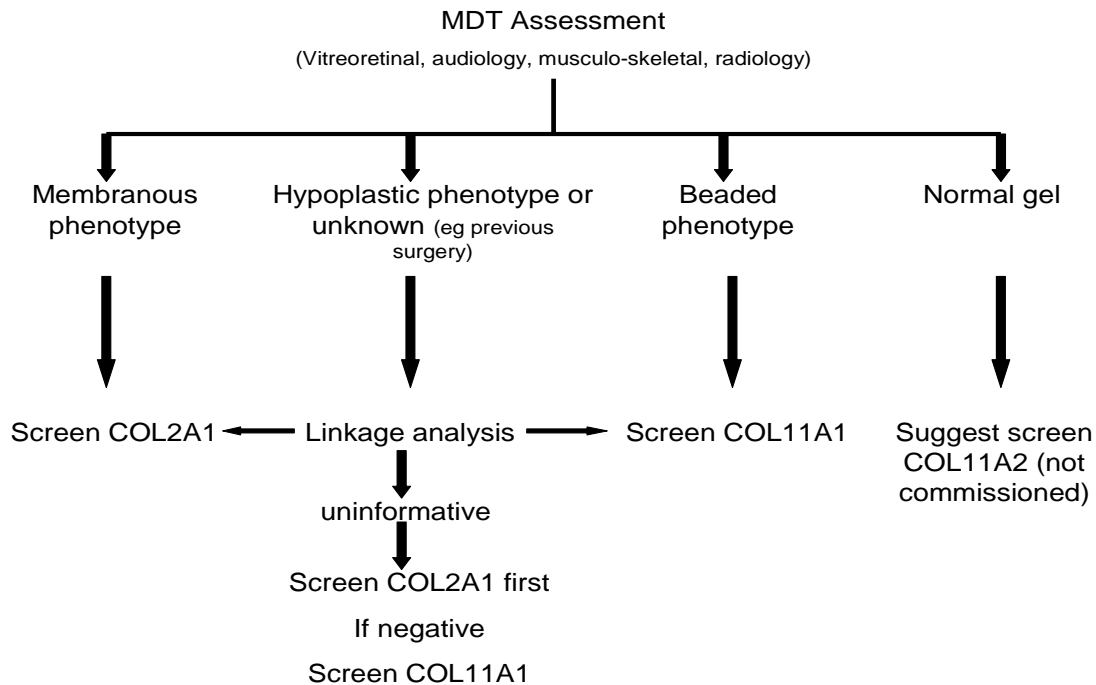 MDT Assessment
(Vitreoretinal, audiology, musculo-skeletal, radiology)
Membranous
phenotype
Hypoplastic phenotype or
unknown (eg previous
surgery)
Beaded
phenotype
Normal gel
Screen COL2A1
Linkage analysis
Screen COL11A1
Suggest screen
COL11A2 (not
commissioned)
uninformative
Screen COL2A1 first
If negative
Screen COL11A1